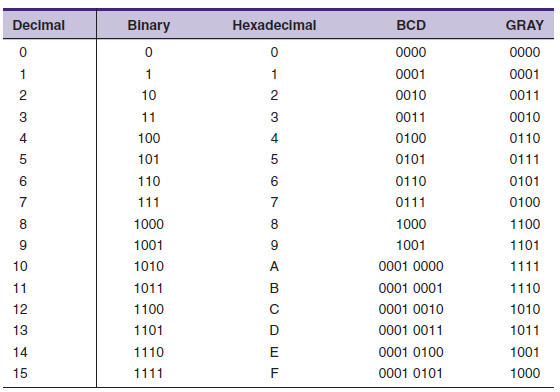 Decimal Binary Hexadecimal BCD GRAY
0 0 0 0000 0000
1 1 1 0001 0001
2 10 2 0010 0011
3 11 3 0011 0010
4 100 4 0100 0110
5 101 5 0101 0111
6 110 6 0110 0101
7 111 7 0111 0100
8 1000 8 1000 1100
9 1001 9 1001 1101
10 1010 A 0001 0000 1111
11 1011 B 0001 0001 1110
12 1100 C 0001 0010 1010
13 1101 D 0001 0011 1011
14 1110 E 0001 0100 1001
15 1111 F 0001 0101 1000